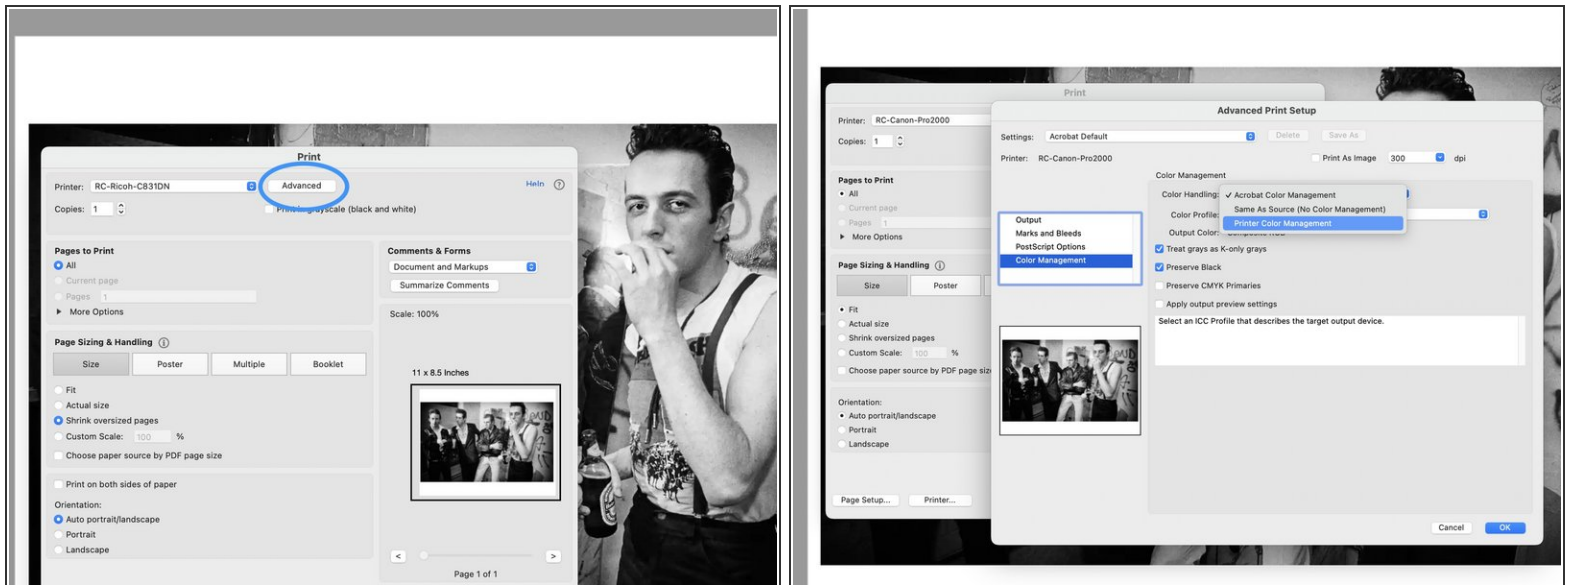 Print
Printer: RC-Ricoh-C831DN Advanced Help ?
Copies: 1 Print in grayscale (black and white)
Pages to Print
All
Current page
Pages 1
More Options
Comments & Forms
Document and Markups
Summarize Comments
Scale: 100%
Page Sizing & Handling i
Size Poster Multiple Booklet
Fit
Actual size
Shrink oversized pages
Custom Scale: 100 %
Choose paper source by PDF page size
11 x 8.5 Inches
Print on both sides of paper
Orientation:
Auto portrait/landscape
Portrait
Landscape
< >
Page 1 of 1
Print
Printer: RC-Canon-Pro2000
Copies: 1
Pages to Print
All
Current page
Pages 1
More Options
Page Sizing & Handling i
Size Poster
Fit
Actual size
Shrink oversized pages
Custom Scale: 100 %
Choose paper source by PDF page siz
Orientation:
Auto portrait/landscape
Portrait
Landscape
Page Setup... Printer...
Advanced Print Setup
Settings: Acrobat Default Delete Save As
Printer: RC-Canon-Pro2000 Print As Image 300 dpi
Output
Marks and Bleeds
PostScript Options
Color Management
Color Management
Color Handling: ✓ Acrobat Color Management
Same As Source (No Color Management)
Color Profile: Printer Color Management
Output Color:
Treat grays as K-only grays
Preserve Black
Preserve CMYK Primaries
Apply output preview settings
Select an ICC Profile that describes the target output device.
Cancel OK